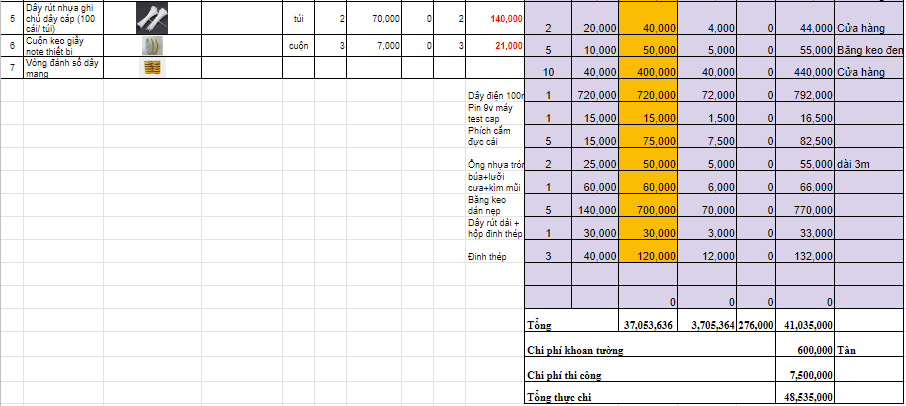 5 Dây rút nhựa ghi chú dây cáp (100 cái/ túi) túi 2 70,000 0 2 140,000 2 20,000 40,000 4,000 0 44,000 Cửa hàng
6 Cuộn keo giấy note thiết bị cuộn 3 7,000 0 3 21,000 5 10,000 50,000 5,000 0 55,000 Băng keo đen
7 Vòng đánh số dây mạng 10 40,000 400,000 40,000 0 440,000 Cửa hàng
Dây điện 100m 1 720,000 720,000 72,000 0 792,000
Pin 9v máy test cap 1 15,000 15,000 1,500 0 16,500
Phích cắm đực cái 5 15,000 75,000 7,500 0 82,500
Ống nhựa trón 2 25,000 50,000 5,000 0 55,000 dài 3m
búa+lưỡi cưa+kìm mũi 1 60,000 60,000 6,000 0 66,000
Băng keo dán nẹp 5 140,000 700,000 70,000 0 770,000
Dây rút dài + hộp đinh thép 1 30,000 30,000 3,000 0 33,000
Đinh thép 3 40,000 120,000 12,000 0 132,000
0 0 0 0
Tổng 37,053,636 3,705,364 276,000 41,035,000
Chi phí khoan tường 600,000 Tân
Chi phí thi công 7,500,000
Tổng thực chi 48,535,000